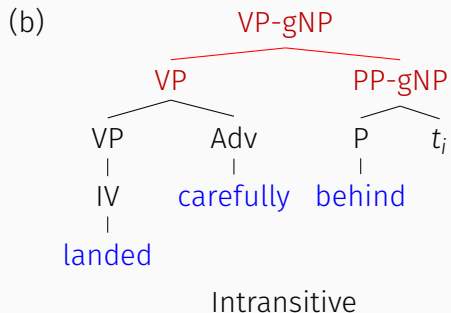 (b) VP-gNP
VP PP-gNP
VP Adv P t_i
IV carefully behind
landed
Intransitive